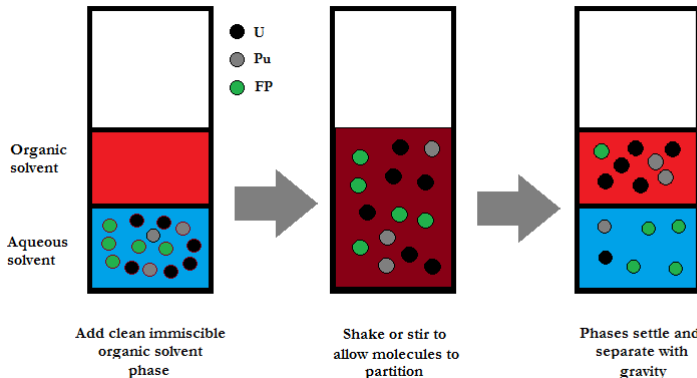 U
Pu
FP
Organic
solvent
Aqueous
solvent
Add clean immiscible
organic solvent
phase
Shake or stir to
allow molecules to
partition
Phases settle and
separate with
gravity